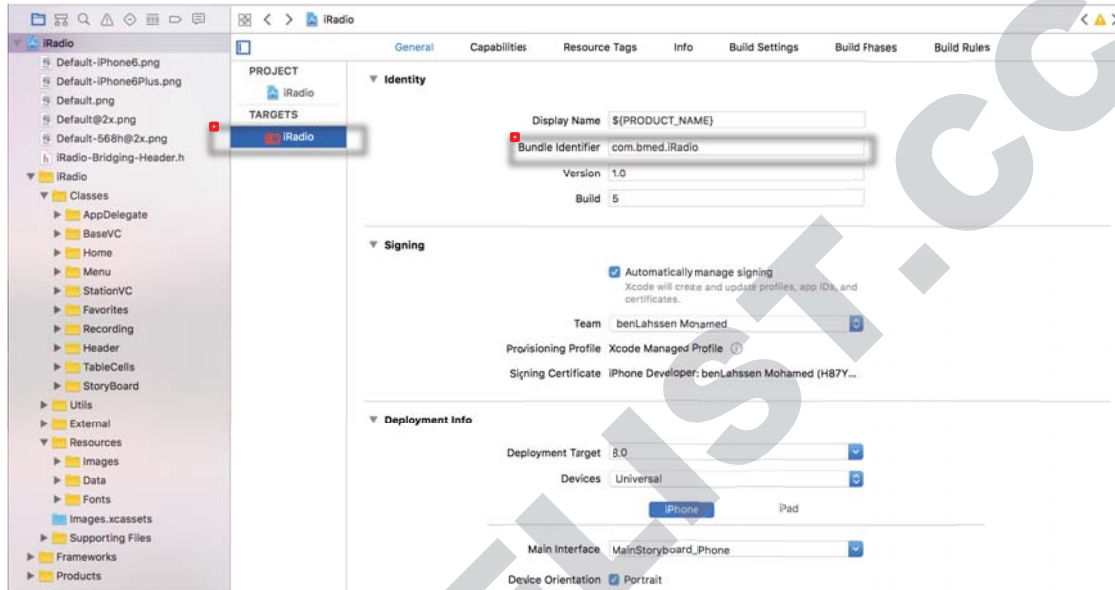 iRadio
iRadio
Default-iPhone6.png
Default-iPhone6Plus.png
Default.png
Default@2x.png
Default-568h@2x.png
iRadio-Bridging-Header.h
iRadio
Classes
AppDelegate
BaseVC
Home
Menu
StationVC
Favorites
Recording
Header
TableCells
StoryBoard
Utils
External
Resources
Images
Data
Fonts
Images.xcassets
Supporting Files
Frameworks
Products
PROJECT
iRadio
TARGETS
iRadio
General Capabilities Resource Tags Info Build Settings Build Phases Build Rules
Identity
Display Name ${PRODUCT_NAME}
Bundle Identifier com.bmed.iRadio
Version 1.0
Build 5
Signing
Automatically manage signing
Xcode will create and update profiles, app IDs, and
certificates.
Team benLahssen Mohamed
Provisioning Profile Xcode Managed Profile
Signing Certificate iPhone Developer: benLahssen Mohamed (H87Y...
Deployment Info
Deployment Target 8.0
Devices Universal
iPhone iPad
Main Interface MainStoryboard_iPhone
Device Orientation Portrait
TLIST.CO